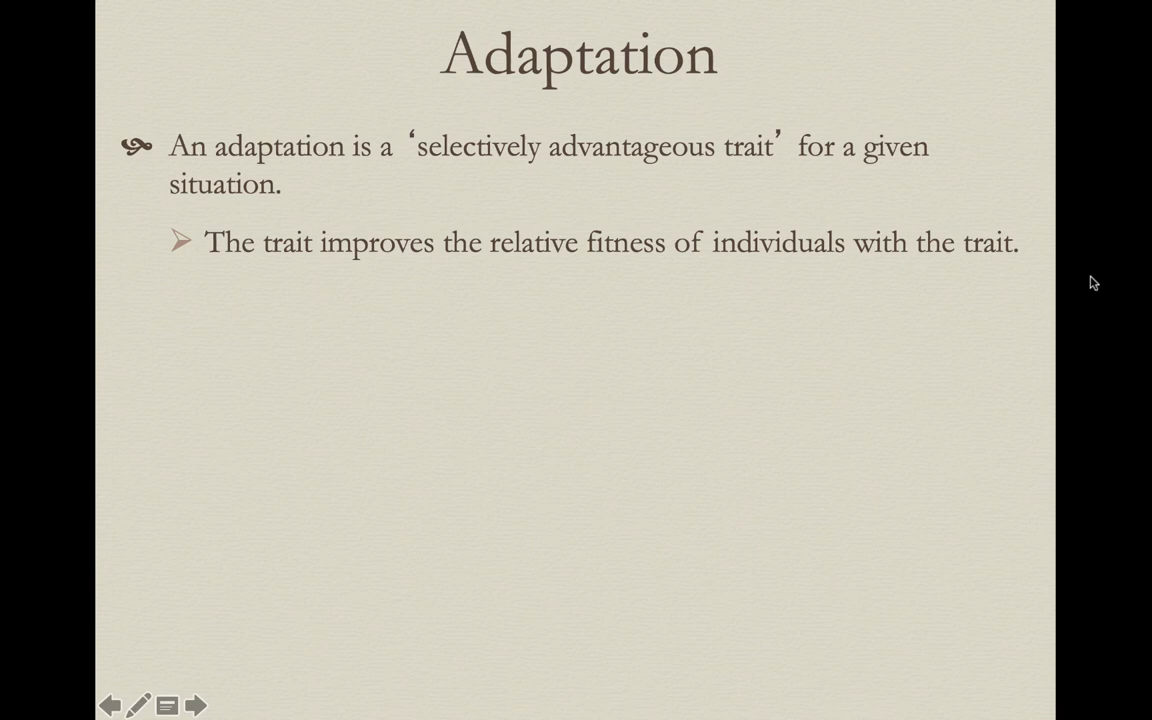 Adaptation
An adaptation is a ‘selectively advantageous trait’ for a given
situation.
The trait improves the relative fitness of individuals with the trait.